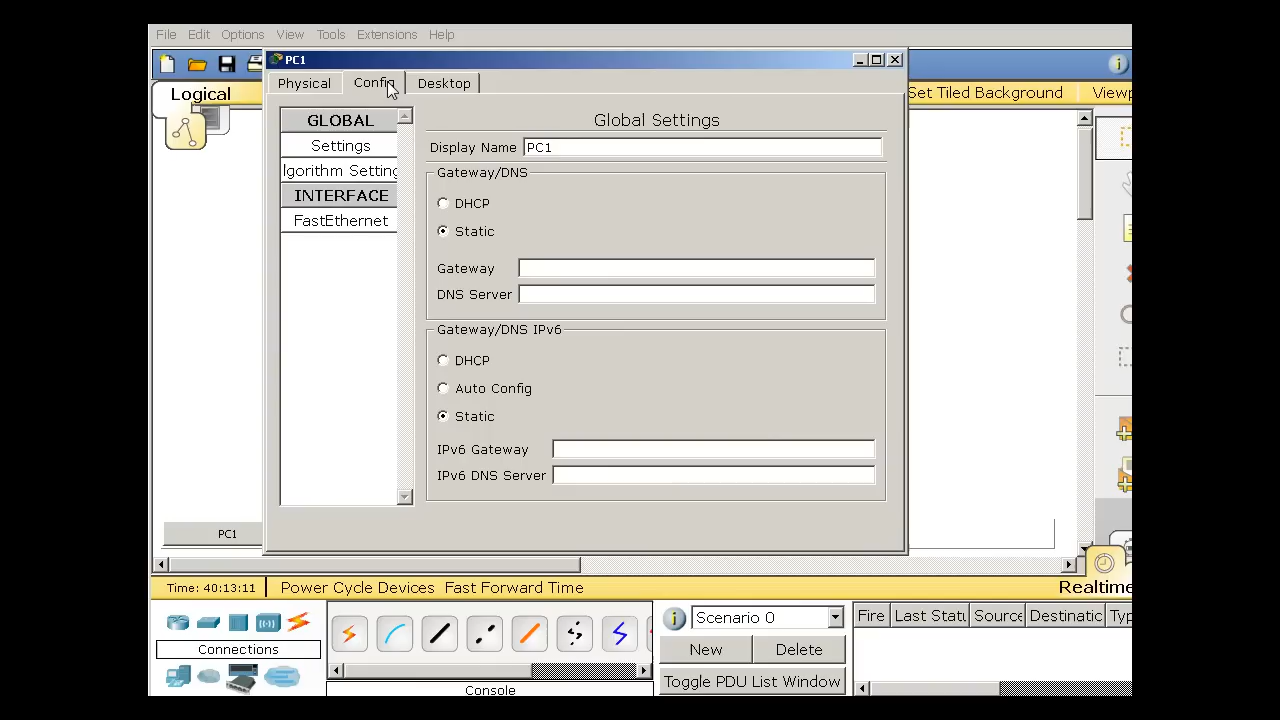 File Edit Options View Tools Extensions Help
PC1
Physical Config Desktop
Logical
Set Tiled Background
GLOBAL
Settings
lgorithm Setting
INTERFACE
FastEthernet
Global Settings
Display Name PC1
Gateway/DNS
DHCP
Static
Gateway
DNS Server
Gateway/DNS IPv6
DHCP
Auto Config
Static
IPv6 Gateway
IPv6 DNS Server
PC1
Time: 40:13:11 Power Cycle Devices Fast Forward Time
Realtime
Connections
Console
Scenario 0
New Delete
Toggle PDU List Window
Fire Last Statu Source Destinatic Typ